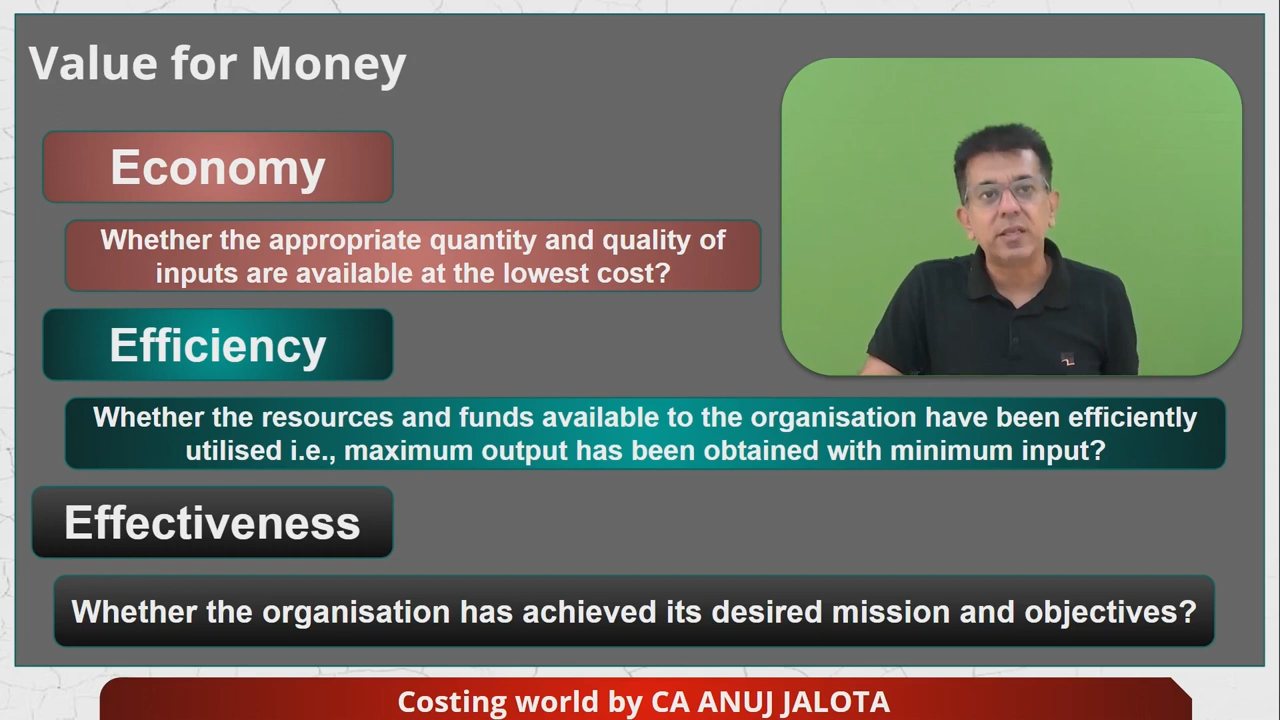 Value for Money
Economy
Whether the appropriate quantity and quality of
inputs are available at the lowest cost?
Efficiency
Whether the resources and funds available to the organisation have been efficiently
utilised i.e., maximum output has been obtained with minimum input?
Effectiveness
Whether the organisation has achieved its desired mission and objectives?
Costing world by CA ANUJ JALOTA